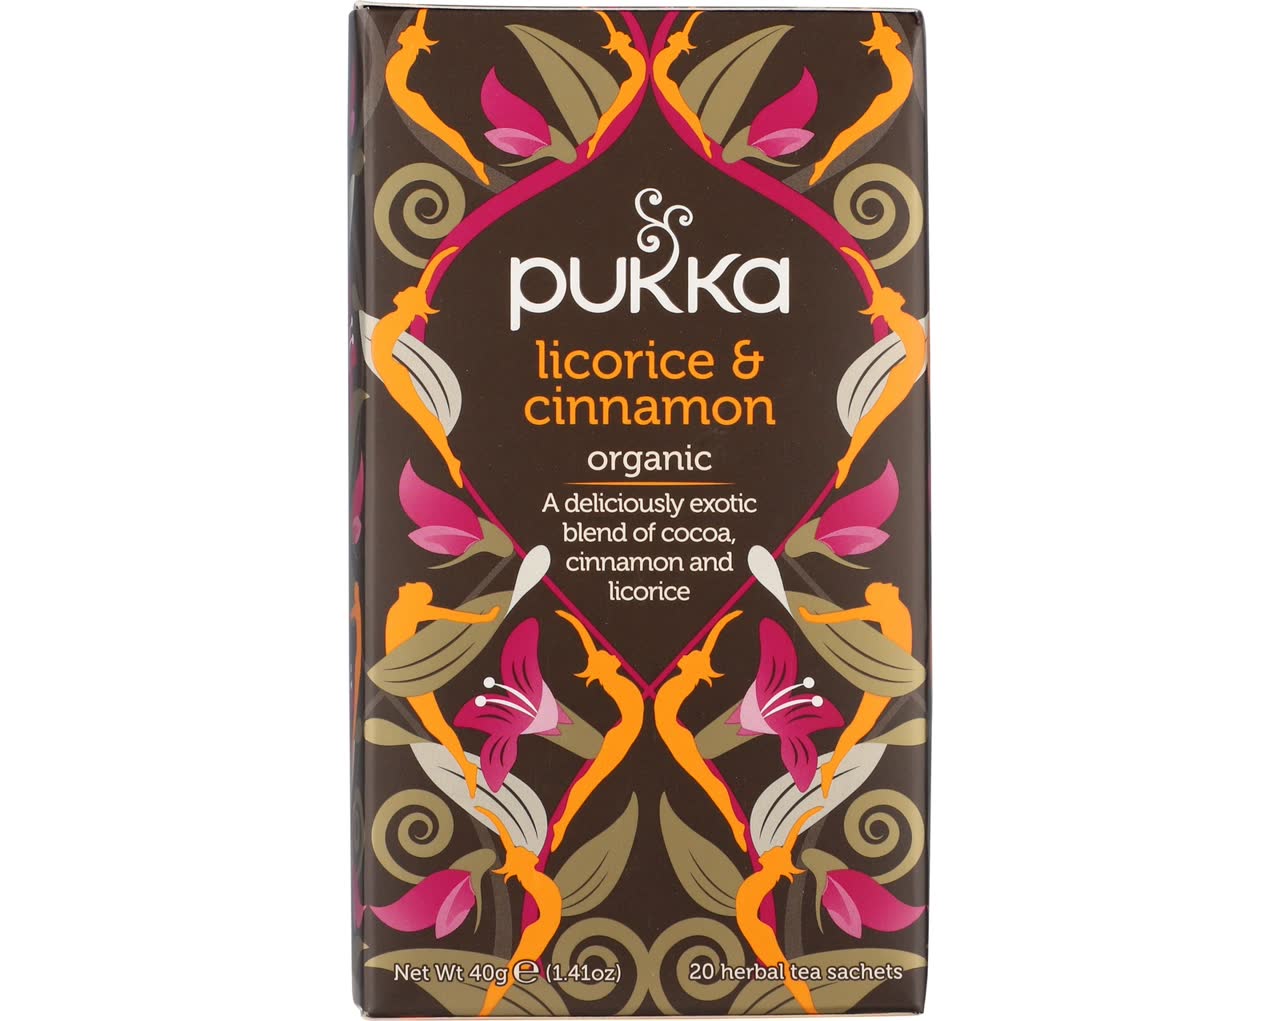 pukka
licorice &
cinnamon
organic
A deliciously exotic
blend of cocoa,
cinnamon and
licorice
Net Wt 40g ℮ (1.41oz)
20 herbal tea sachets